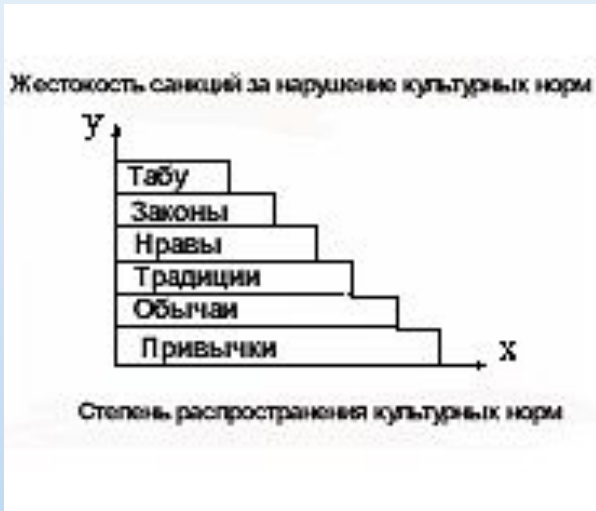 Жестокость санкций за нарушение культурных норм
y
Табу
Законы
Нравы
Традиции
Обычаи
Привычки
x
Степень распространения культурных норм